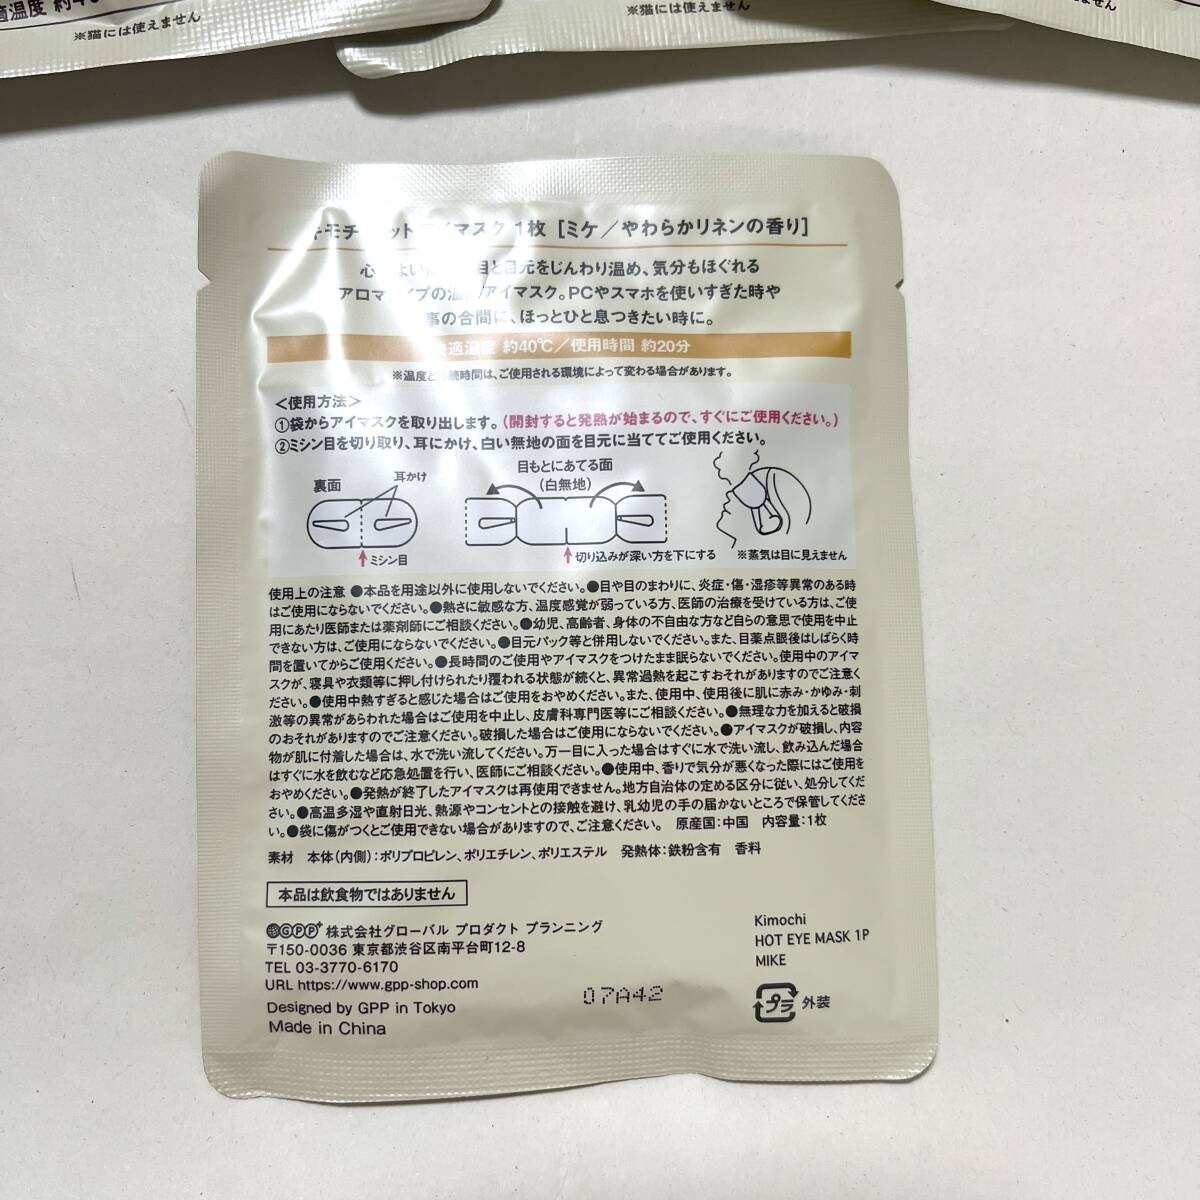 適温度 約4
※猫には使えません
※猫には使えません
キモチ ット マスク 1枚 [ミケ／やわらかリネンの香り]
目と目元をじんわり温め、気分もほぐれる
アロマ イプの温 アイマスク。PCやスマホを使いすぎた時や
事の合間に、ほっとひと息つきたい時に。
快適温度 約40℃／使用時間 約20分
※温度と 続時間は、ご使用される環境によって変わる場合があります。
＜使用方法＞
①袋からアイマスクを取り出します。（開封すると発熱が始まるので、すぐにご使用ください。）
②ミシン目を切り取り、耳にかけ、白い無地の面を目元に当ててご使用ください。
裏面
耳かけ
ミシン目
目もとにあてる面
（白無地）
切り込みが深い方を下にする
※蒸気は目に見えません
使用上の注意 ●本品を用途以外に使用しないでください。●目や目のまわりに、炎症・傷・湿疹等異常のある時
はご使用にならないでください。●熱さに敏感な方、温度感覚が弱っている方、医師の治療を受けている方は、ご使
用にあたり医師または薬剤師にご相談ください。●幼児、高齢者、身体の不自由な方など自らの意思で使用を中止
できない方は、ご使用にならないでください。●目元パック等と併用しないでください。また、目薬点眼後はしばらく時
間を置いてからご使用ください。●長時間のご使用やアイマスクをつけたまま眠らないでください。使用中のアイマ
スクが、寝具や衣類等に押し付けられたり覆われる状態が続くと、異常過熱を起こすおそれがありますのでご注意く
ださい。●使用中熱すぎると感じた場合はご使用をおやめください。また、使用中、使用後に肌に赤み・かゆみ・刺
激等の異常があらわれた場合はご使用を中止し、皮膚科専門医等にご相談ください。●無理な力を加えると破損
のおそれがありますのでご注意ください。破損した場合はご使用にならないでください。●アイマスクが破損し、内容
物が肌に付着した場合は、水で洗い流してください。万一目に入った場合はすぐに水で洗い流し、飲み込んだ場合
はすぐに水を飲むなど応急処置を行い、医師にご相談ください。●使用中、香りで気分が悪くなった際にはご使用を
おやめください。●発熱が終了したアイマスクは再使用できません。地方自治体の定める区分に従い、処分してくだ
さい。●高温多湿や直射日光、熱源やコンセントとの接触を避け、乳幼児の手の届かないところで保管してくださ
い。●袋に傷がつくとご使用できない場合がありますので、ご注意ください。 原産国：中国 内容量：1枚
素材 本体（内側）：ポリプロピレン、ポリエチレン、ポリエステル 発熱体：鉄粉含有 香料
本品は飲食物ではありません
GPP 株式会社グローバル プロダクト プランニング
〒150-0036 東京都渋谷区南平台町12-8
TEL 03-3770-6170
URL https://www.gpp-shop.com
Designed by GPP in Tokyo
Made in China
07A42
Kimochi
HOT EYE MASK 1P
MIKE
プラ 外装